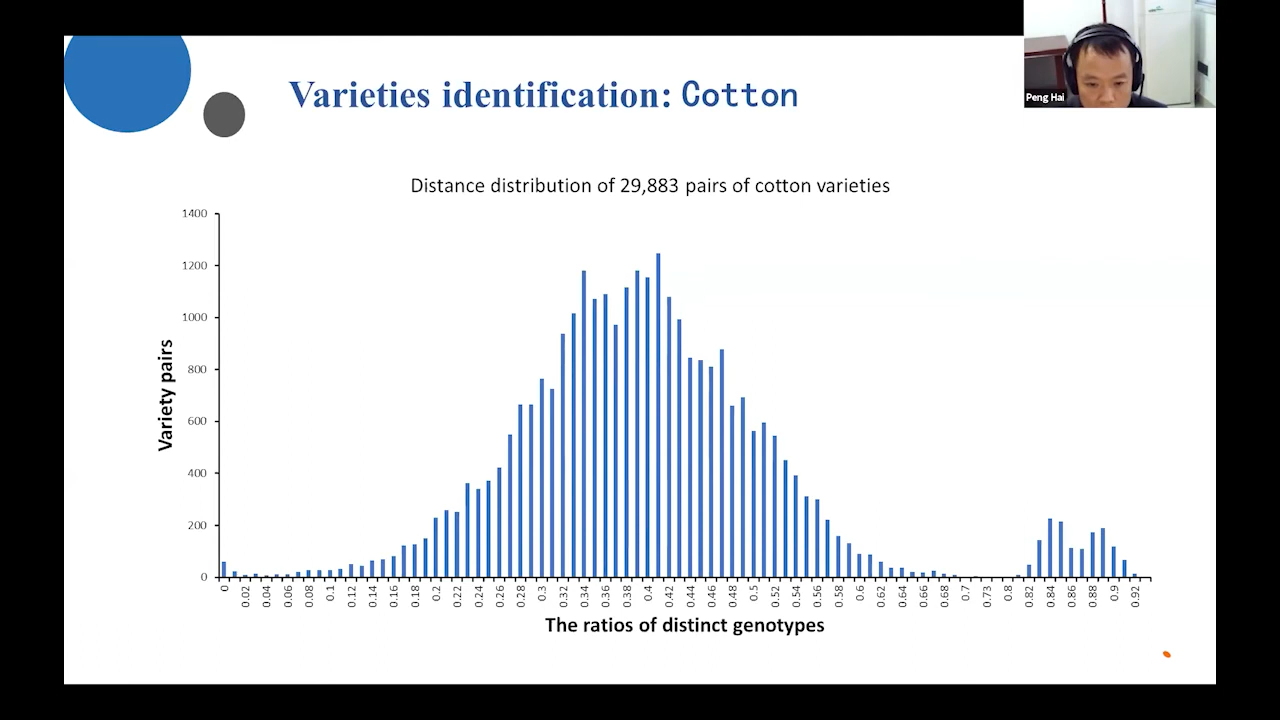 Varieties identification: Cotton
Peng Hai
Distance distribution of 29,883 pairs of cotton varieties
1400
1200
1000
800
600
400
200
0
Variety pairs
0 0.02 0.04 0.06 0.08 0.1 0.12 0.14 0.16 0.18 0.2 0.22 0.24 0.26 0.28 0.3 0.32 0.34 0.36 0.38 0.4 0.42 0.44 0.46 0.48 0.5 0.52 0.54 0.56 0.58 0.6 0.62 0.64 0.66 0.68 0.7 0.73 0.8 0.82 0.84 0.86 0.88 0.9 0.92
The ratios of distinct genotypes